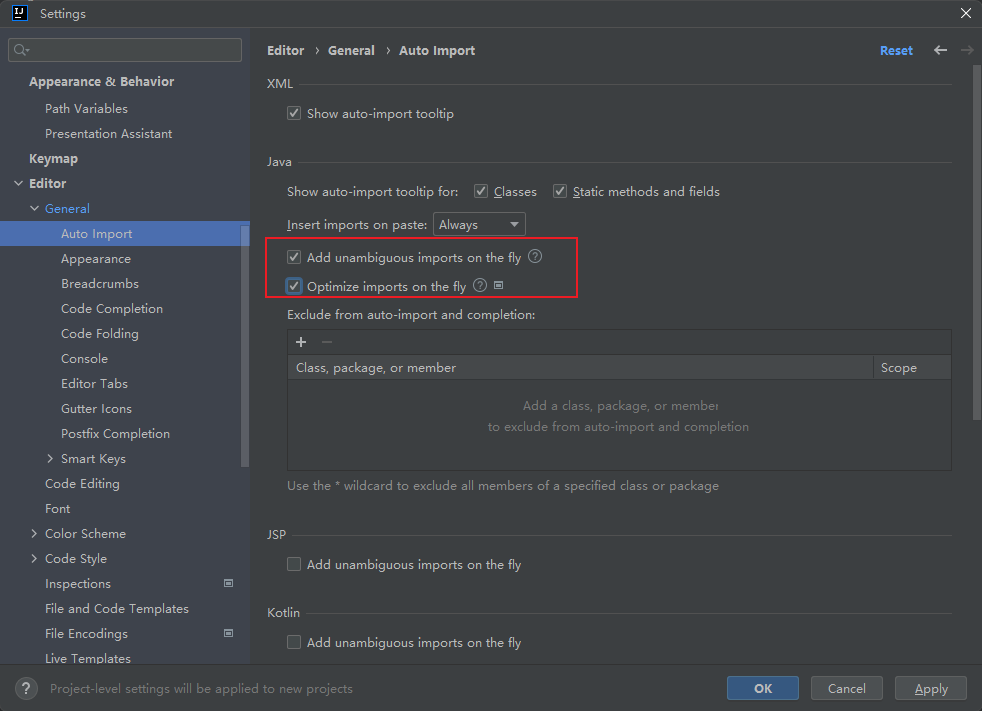 IJ
Settings
Appearance & Behavior
Path Variables
Presentation Assistant
Keymap
Editor
General
Auto Import
Appearance
Breadcrumbs
Code Completion
Code Folding
Console
Editor Tabs
Gutter Icons
Postfix Completion
Smart Keys
Code Editing
Font
Color Scheme
Code Style
Inspections
File and Code Templates
File Encodings
Live Templates
Editor › General › Auto Import
Reset
XML
Show auto-import tooltip
Java
Show auto-import tooltip for: Classes Static methods and fields
Insert imports on paste: Always
Add unambiguous imports on the fly ?
Optimize imports on the fly ?
Exclude from auto-import and completion:
+ −
Class, package, or member Scope
Add a class, package, or member
to exclude from auto-import and completion
Use the * wildcard to exclude all members of a specified class or package
JSP
Add unambiguous imports on the fly
Kotlin
Add unambiguous imports on the fly
? Project-level settings will be applied to new projects
OK Cancel Apply